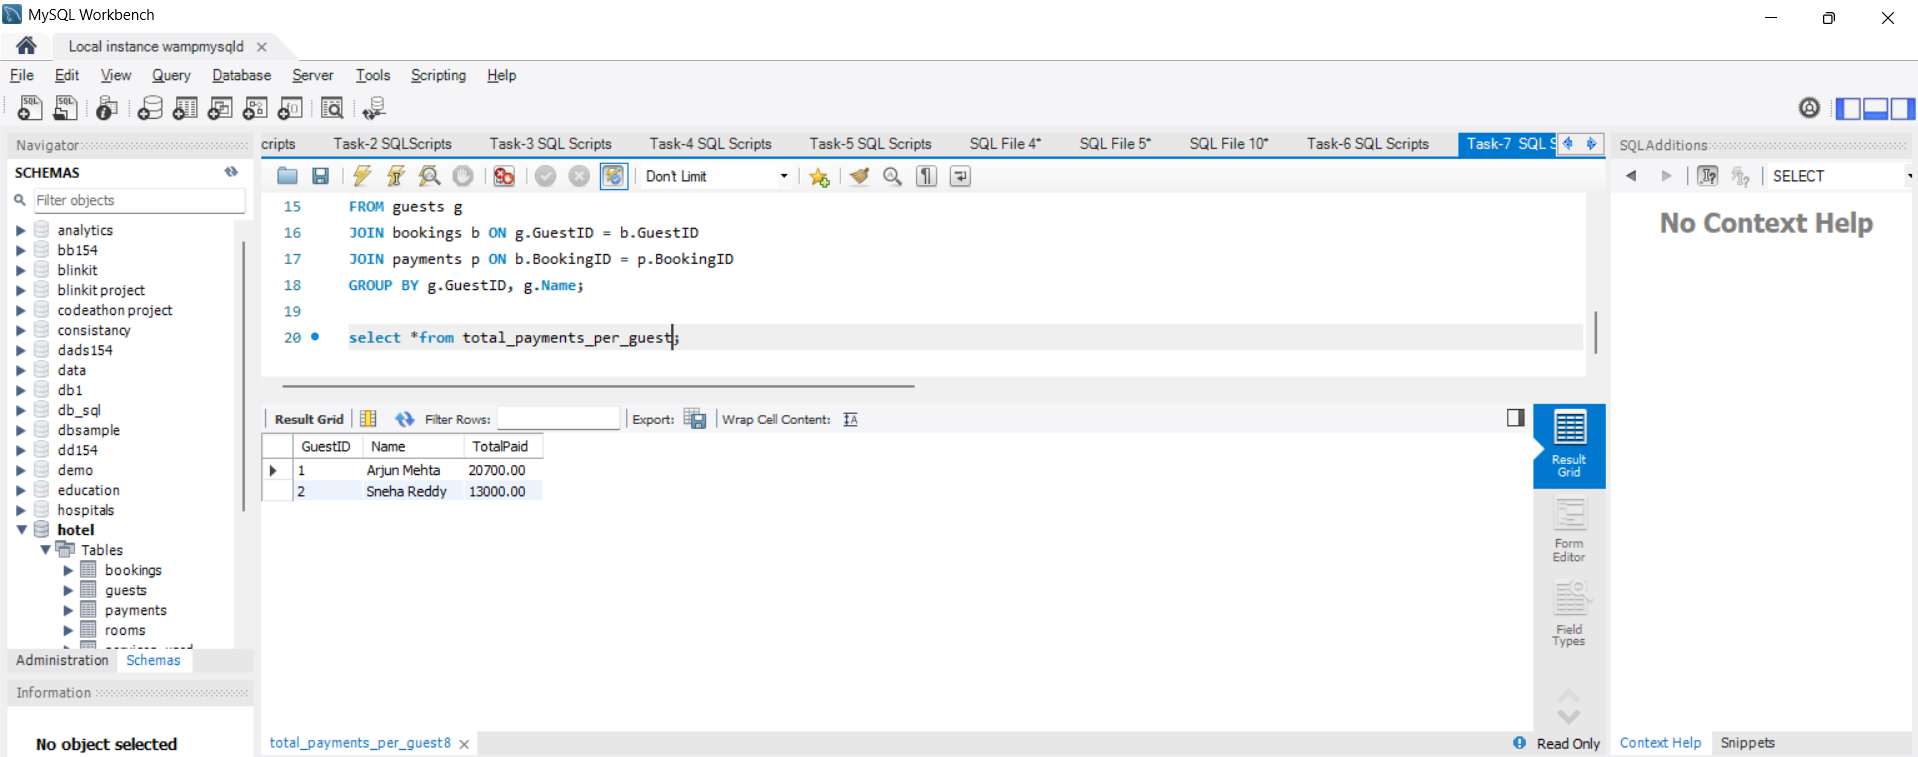 MySQL Workbench
Local instance wampmysqld
File Edit View Query Database Server Tools Scripting Help
Navigator
SCHEMAS
Filter objects
analytics
bb154
blinkit
blinkit project
codeathon project
consistancy
dads154
data
db1
db_sql
dbsample
dd154
demo
education
hospitals
hotel
Tables
bookings
guests
payments
rooms
Administration Schemas
Information
No object selected
cripts Task-2 SQLScripts Task-3 SQL Scripts Task-4 SQL Scripts Task-5 SQL Scripts SQL File 4* SQL File 5* SQL File 10* Task-6 SQL Scripts Task-7 SQL S
Don't Limit
15 FROM guests g
16 JOIN bookings b ON g.GuestID = b.GuestID
17 JOIN payments p ON b.BookingID = p.BookingID
18 GROUP BY g.GuestID, g.Name;
19
20 select *from total_payments_per_guest;
Result Grid Filter Rows: Export: Wrap Cell Content:
GuestID Name TotalPaid
1 Arjun Mehta 20700.00
2 Sneha Reddy 13000.00
Result
Grid
Form
Editor
Field
Types
total_payments_per_guest8
Read Only
SQLAdditions
SELECT
No Context Help
Context Help Snippets